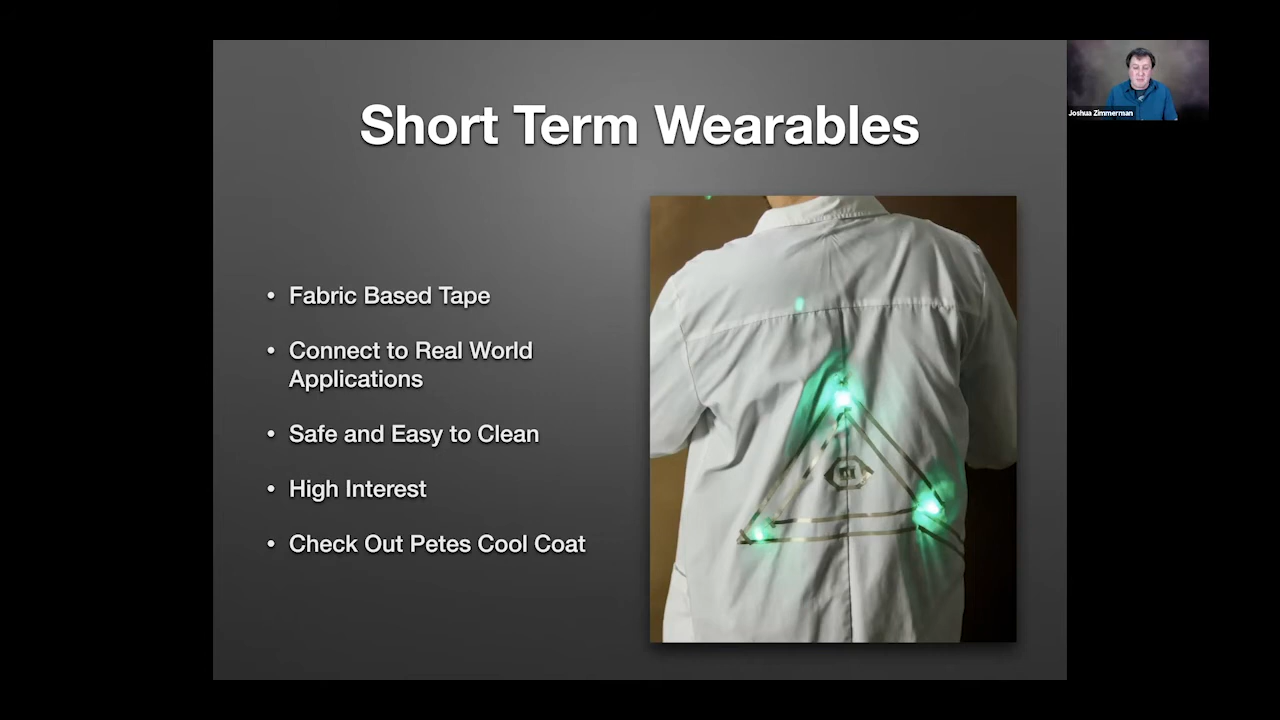 Short Term Wearables
Joshua Zimmerman
• Fabric Based Tape
• Connect to Real World
Applications
• Safe and Easy to Clean
• High Interest
• Check Out Petes Cool Coat